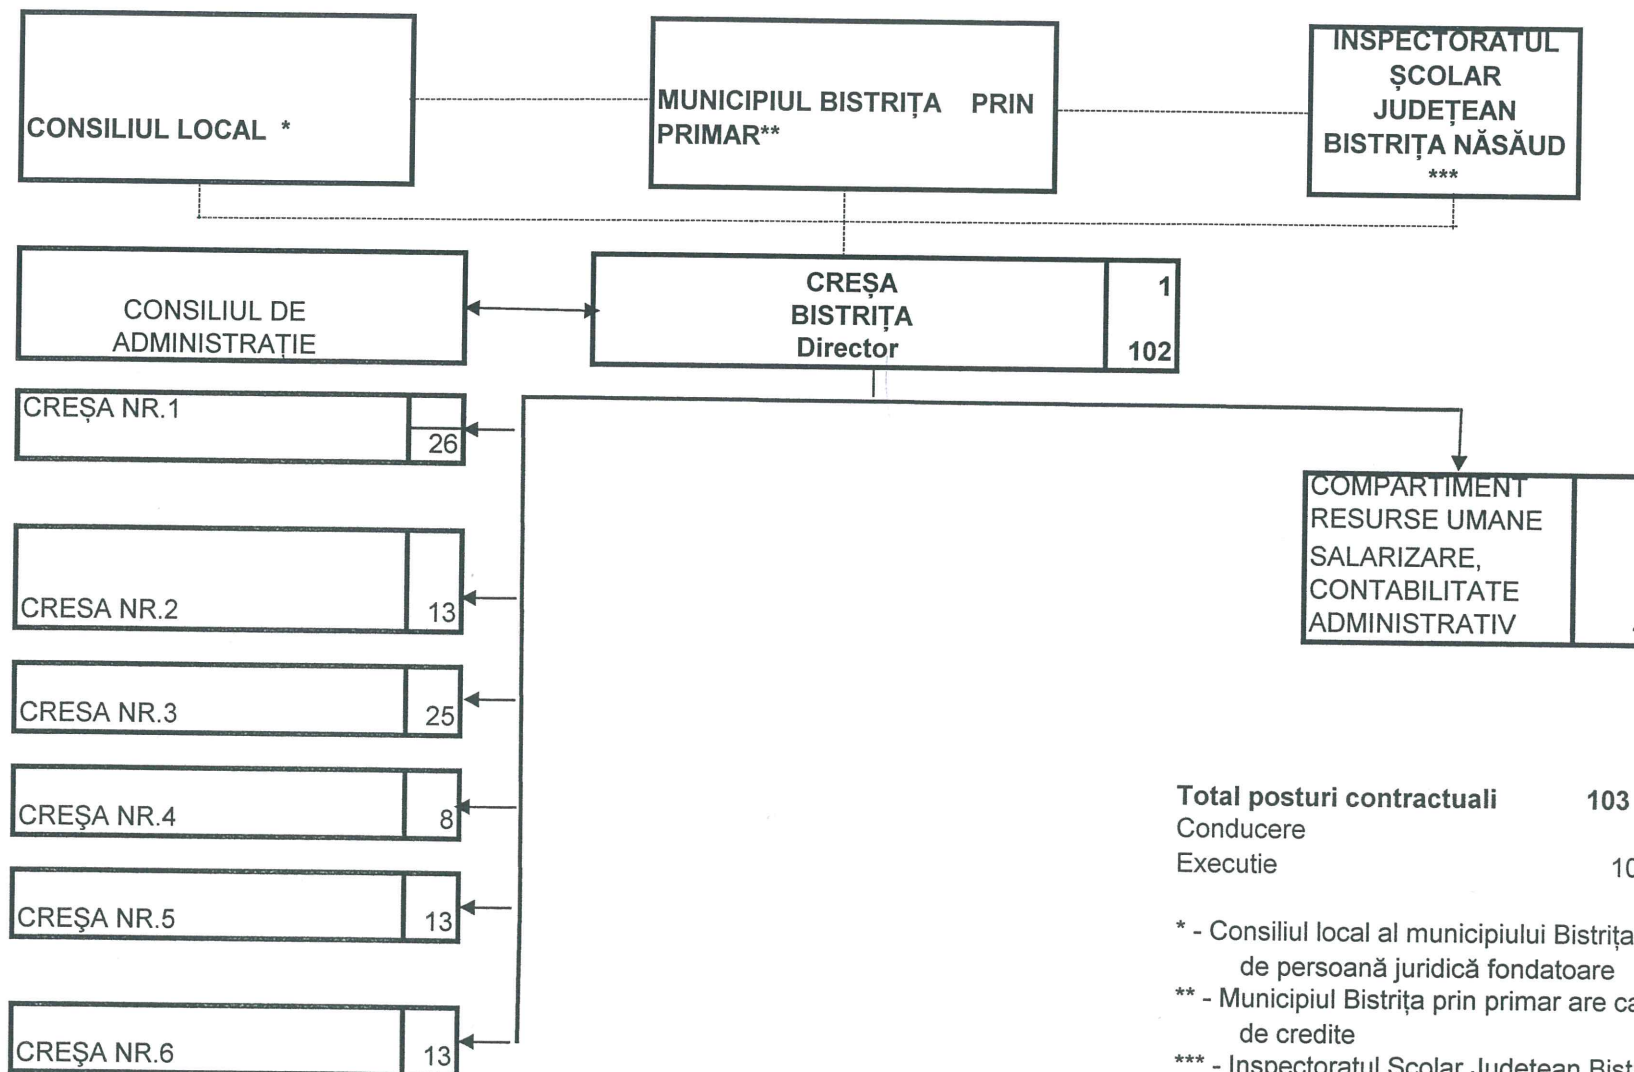 CONSILIUL LOCAL *
MUNICIPIUL BISTRIȚA PRIN
PRIMAR**
INSPECTORATUL
ȘCOLAR
JUDEȚEAN
BISTRIȚA NĂSĂUD
***
CONSILIUL DE
ADMINISTRAȚIE
CREȘA
BISTRIȚA
Director
1
102
CREȘA NR.1
26
CRESA NR.2
13
CRESA NR.3
25
CREŞA NR.4
8
CREŞA NR.5
13
CREŞA NR.6
13
COMPARTIMENT
RESURSE UMANE
SALARIZARE,
CONTABILITATE
ADMINISTRATIV
Total posturi contractuali 103
Conducere
Executie
* - Consiliul local al municipiului Bistrița
de persoană juridică fondatoare
** - Municipiul Bistrița prin primar are
de credite
*** - Inspectoratul Școlar Județean